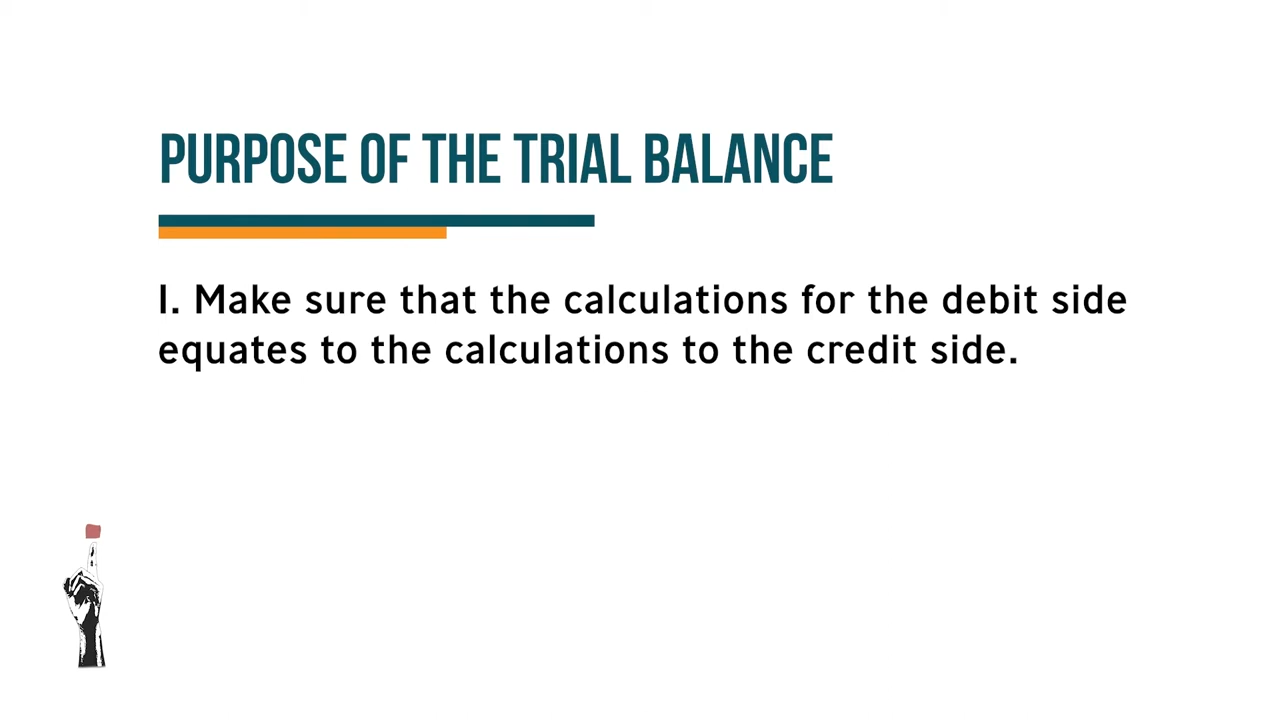 PURPOSE OF THE TRIAL BALANCE
1. Make sure that the calculations for the debit side
equates to the calculations to the credit side.